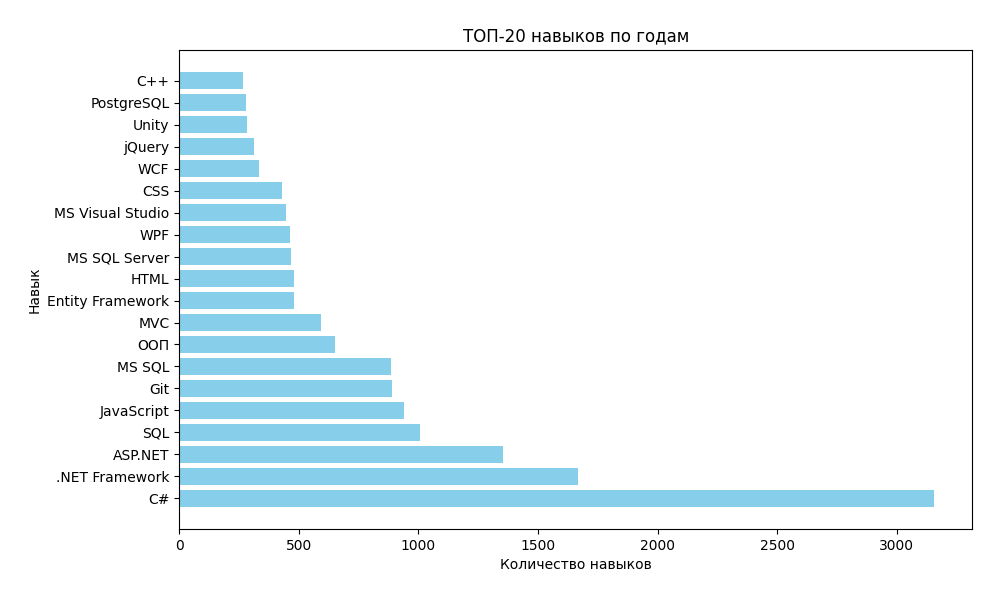 ТОП-20 навыков по годам
C++
PostgreSQL
Unity
jQuery
WCF
CSS
MS Visual Studio
WPF
MS SQL Server
HTML
Entity Framework
MVC
ООП
MS SQL
Git
JavaScript
SQL
ASP.NET
.NET Framework
C#
Навык
0 500 1000 1500 2000 2500 3000
Количество навыков